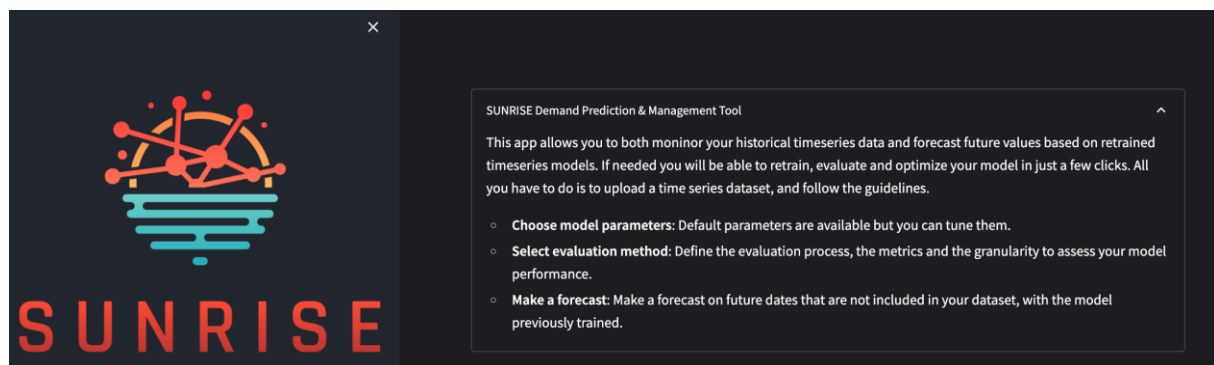 SUNRISE
SUNRISE Demand Prediction & Management Tool
This app allows you to both moninor your historical timeseries data and forecast future values based on retrained
timeseries models. If needed you will be able to retrain, evaluate and optimize your model in just a few clicks. All
you have to do is to upload a time series dataset, and follow the guidelines.
Choose model parameters: Default parameters are available but you can tune them.
Select evaluation method: Define the evaluation process, the metrics and the granularity to assess your model
performance.
Make a forecast: Make a forecast on future dates that are not included in your dataset, with the model
previously trained.